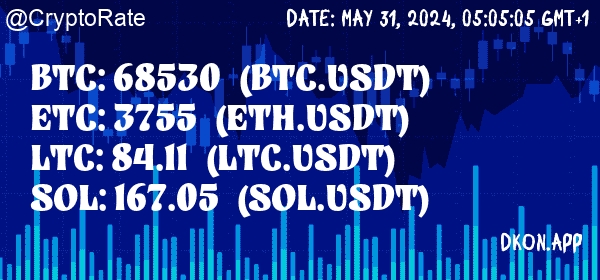 @CryptoRate
DATE: MAY 31, 2024, 05:05:05 GMT+1
BTC: 68530 (BTC.USDT)
ETC: 3755 (ETH.USDT)
LTC: 84.11 (LTC.USDT)
SOL: 167.05 (SOL.USDT)
DKON.APP